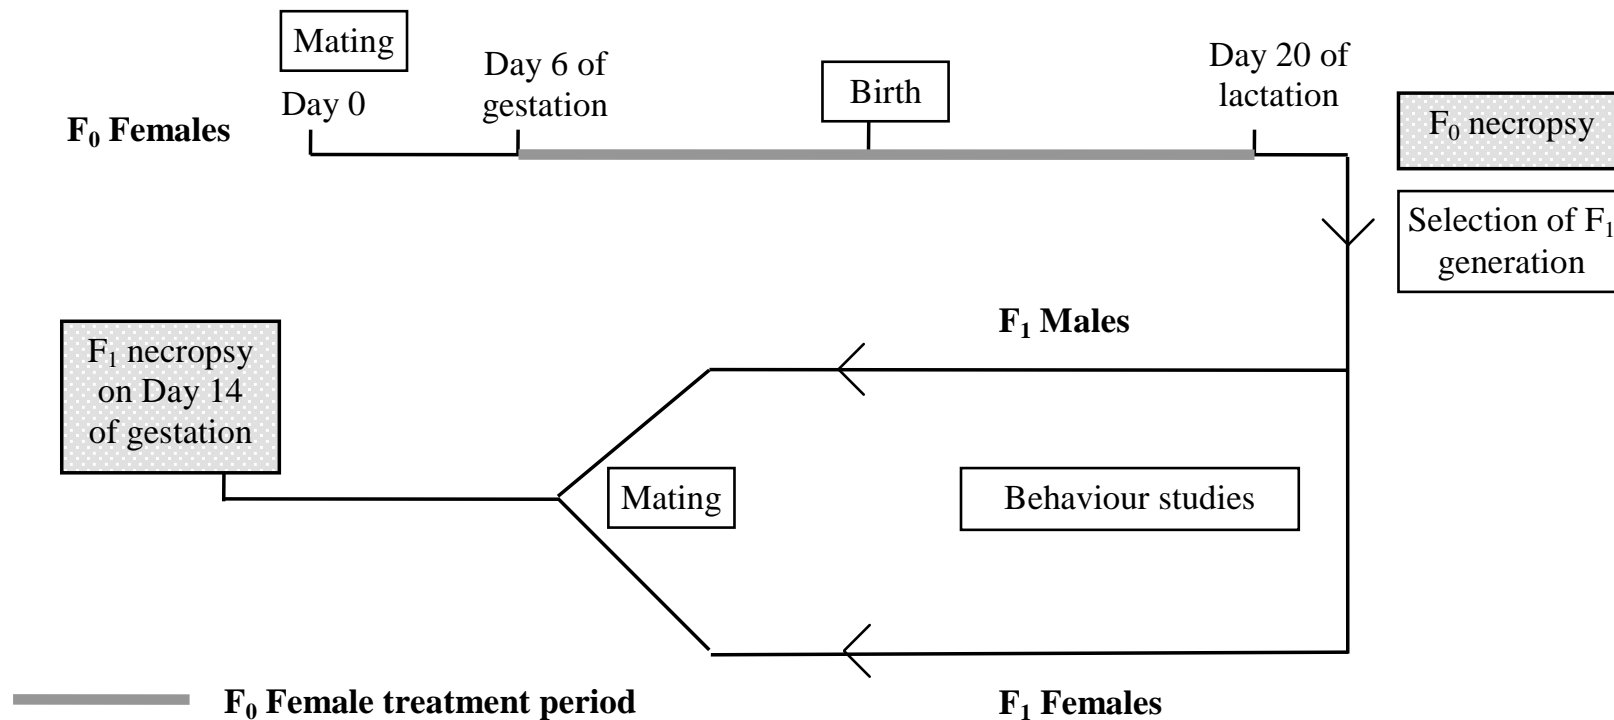 Mating
Day 0
Day 6 of
gestation
Birth
Day 20 of
lactation
F₀ Females
F₀ necropsy
Selection of F₁
generation
F₁ Males
F₁ necropsy
on Day 14
of gestation
Mating
Behaviour studies
F₀ Female treatment period
F₁ Females